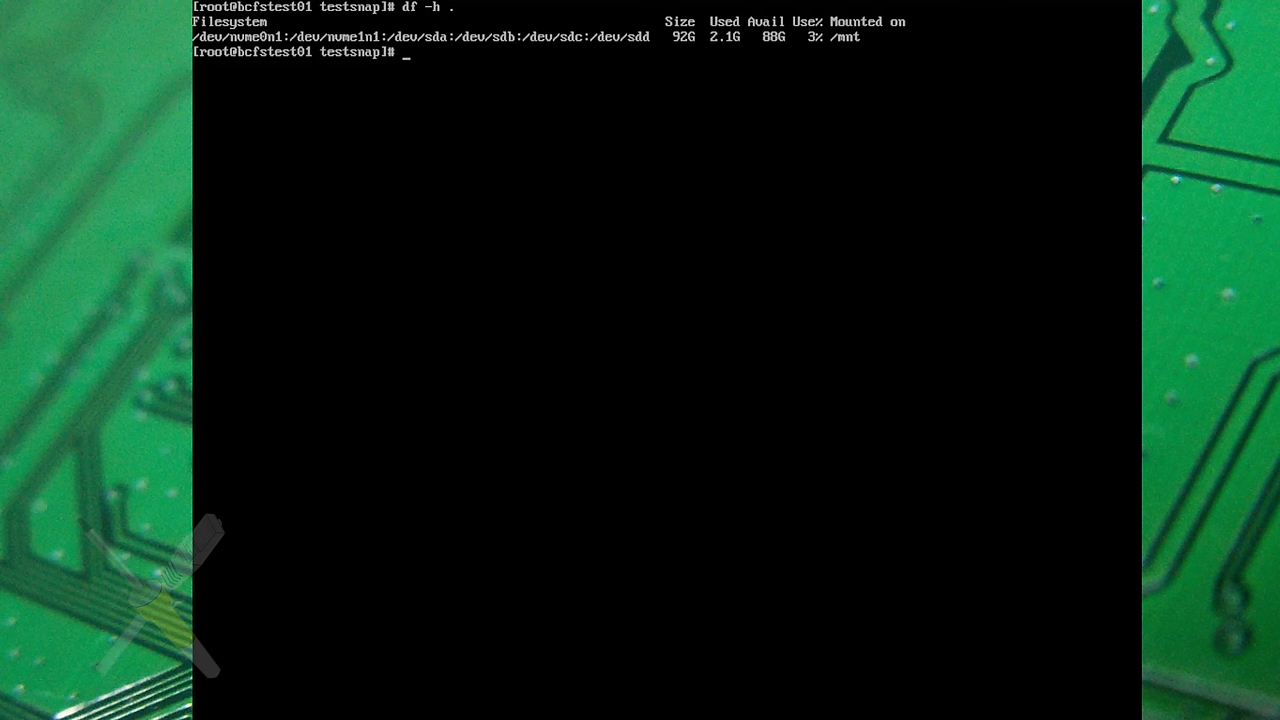 [root@bcfstest01 testsnap]# df -h .
Filesystem Size Used Avail Use% Mounted on
/dev/nvme0n1:/dev/nvme1n1:/dev/sda:/dev/sdb:/dev/sdc:/dev/sdd 92G 2.1G 88G 3% /mnt
[root@bcfstest01 testsnap]# _